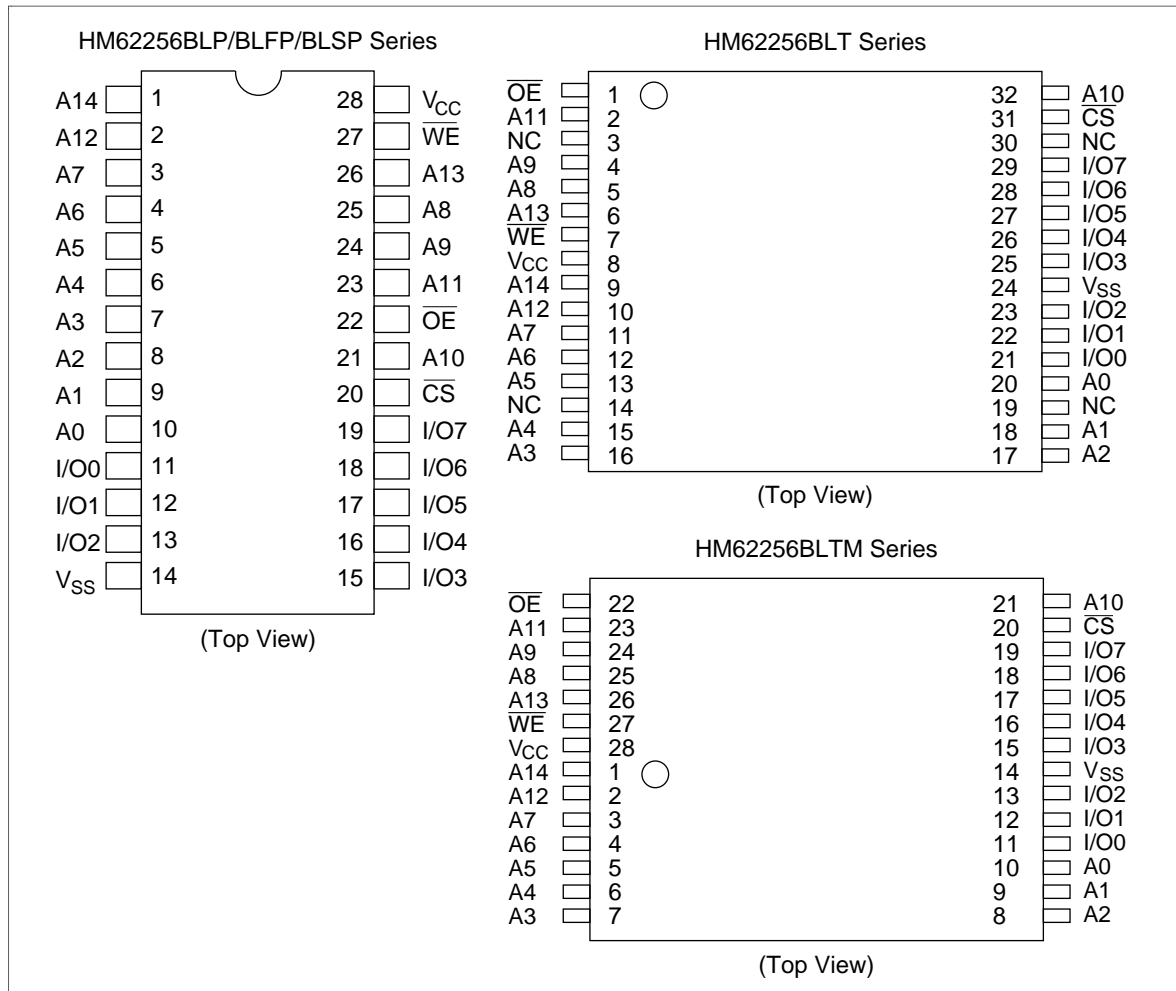 HM62256BLP/BLFP/BLSP Series
A14 1 28 VCC
A12 2 27 WE
A7 3 26 A13
A6 4 25 A8
A5 5 24 A9
A4 6 23 A11
A3 7 22 OE
A2 8 21 A10
A1 9 20 CS
A0 10 19 I/O7
I/O0 11 18 I/O6
I/O1 12 17 I/O5
I/O2 13 16 I/O4
VSS 14 15 I/O3
(Top View)
HM62256BLT Series
OE 1 32 A10
A11 2 31 CS
NC 3 30 NC
A9 4 29 I/O7
A8 5 28 I/O6
A13 6 27 I/O5
WE 7 26 I/O4
VCC 8 25 I/O3
A14 9 24 VSS
A12 10 23 I/O2
A7 11 22 I/O1
A6 12 21 I/O0
A5 13 20 A0
NC 14 19 NC
A4 15 18 A1
A3 16 17 A2
(Top View)
HM62256BLTM Series
OE 22 21 A10
A11 23 20 CS
A9 24 19 I/O7
A8 25 18 I/O6
A13 26 17 I/O5
WE 27 16 I/O4
VCC 28 15 I/O3
A14 1 14 VSS
A12 2 13 I/O2
A7 3 12 I/O1
A6 4 11 I/O0
A5 5 10 A0
A4 6 9 A1
A3 7 8 A2
(Top View)